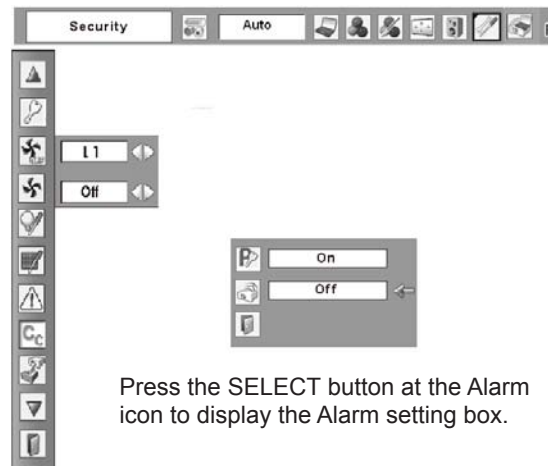 Security
Auto
L1
Off
On
Off
Cc
Press the SELECT button at the Alarm
icon to display the Alarm setting box.